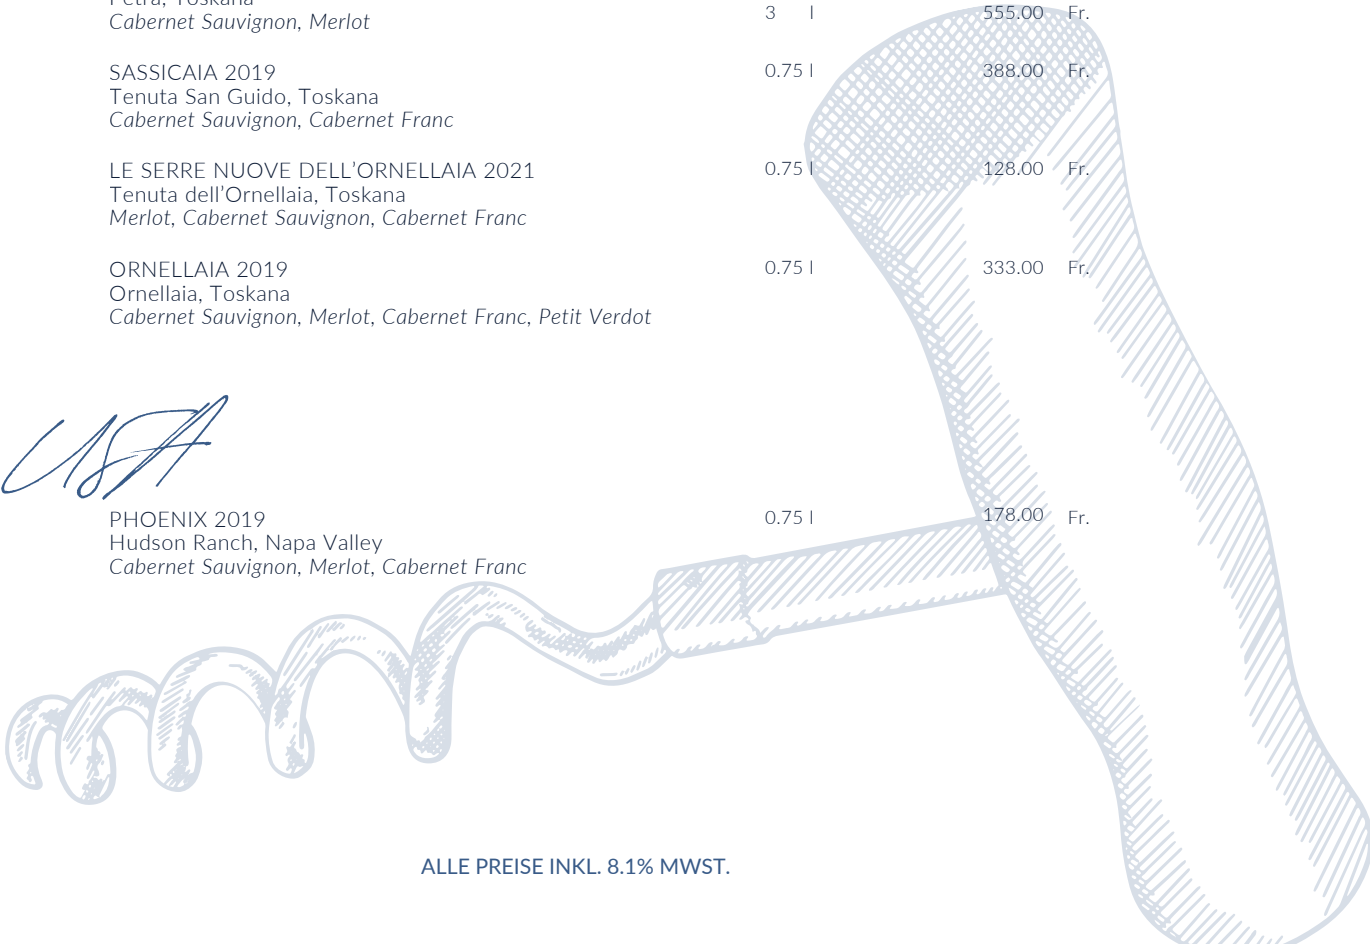 Petra, Toskana
Cabernet Sauvignon, Merlot 3 l 555.00 Fr.
SASSICAIA 2019 0.75 l 388.00 Fr.
Tenuta San Guido, Toskana
Cabernet Sauvignon, Cabernet Franc
LE SERRE NUOVE DELL’ORNELLAIA 2021 0.75 l 128.00 Fr.
Tenuta dell’Ornellaia, Toskana
Merlot, Cabernet Sauvignon, Cabernet Franc
ORNELLAIA 2019 0.75 l 333.00 Fr.
Ornellaia, Toskana
Cabernet Sauvignon, Merlot, Cabernet Franc, Petit Verdot
USA
PHOENIX 2019 0.75 l 178.00 Fr.
Hudson Ranch, Napa Valley
Cabernet Sauvignon, Merlot, Cabernet Franc
ALLE PREISE INKL. 8.1% MWST.